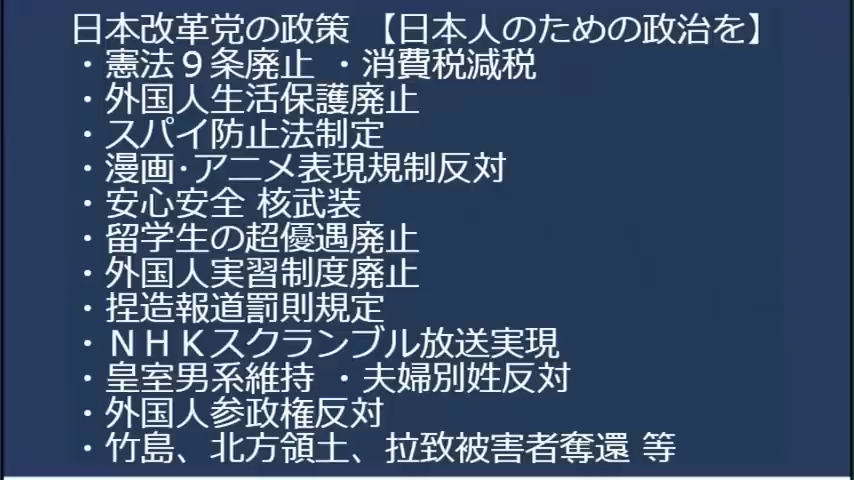 日本改革党の政策 【日本人のための政治を】
・憲法９条廃止 ・消費税減税
・外国人生活保護廃止
・スパイ防止法制定
・漫画･アニメ表現規制反対
・安心安全 核武装
・留学生の超優遇廃止
・外国人実習制度廃止
・捏造報道罰則規定
・ＮＨＫスクランブル放送実現
・皇室男系維持 ・夫婦別姓反対
・外国人参政権反対
・竹島、北方領土、拉致被害者奪還 等